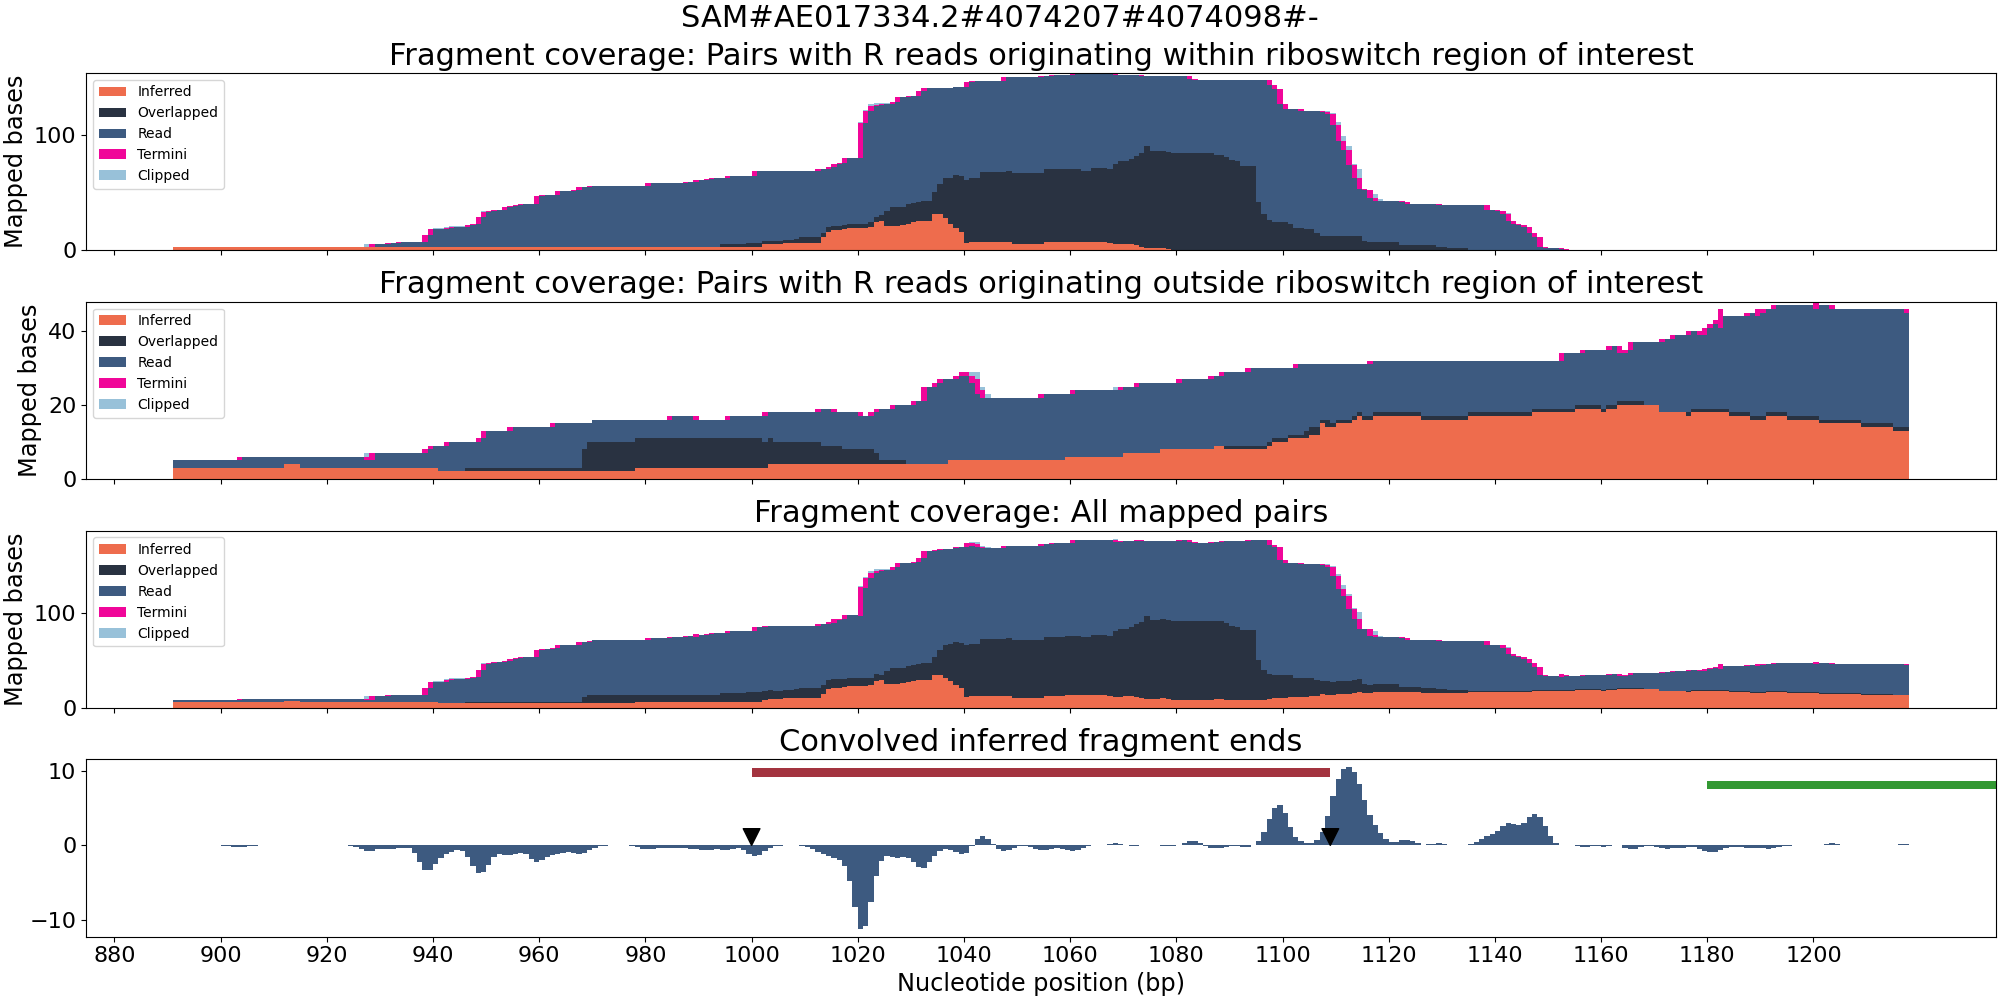 SAM#AE017334.2#4074207#4074098#-
Fragment coverage: Pairs with R reads originating within riboswitch region of interest
Mapped bases
100
0
Inferred
Overlapped
Read
Termini
Clipped
Fragment coverage: Pairs with R reads originating outside riboswitch region of interest
Mapped bases
40
20
0
Inferred
Overlapped
Read
Termini
Clipped
Fragment coverage: All mapped pairs
Mapped bases
100
0
Inferred
Overlapped
Read
Termini
Clipped
Convolved inferred fragment ends
10
0
−10
880 900 920 940 960 980 1000 1020 1040 1060 1080 1100 1120 1140 1160 1180 1200
Nucleotide position (bp)